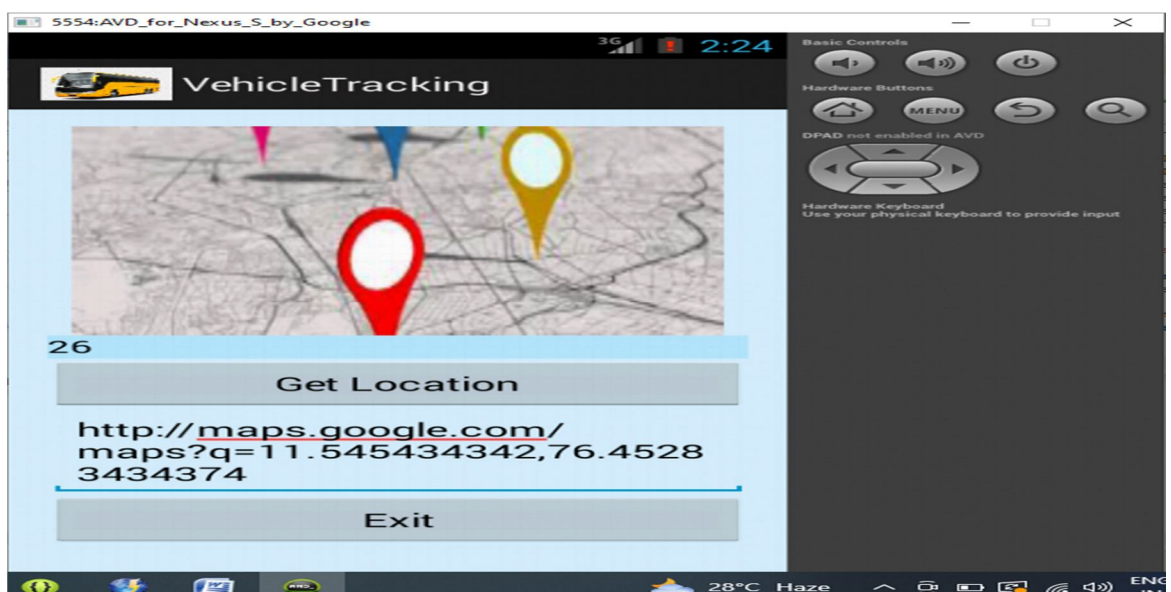 5554:AVD_for_Nexus_S_by_Google
3G 2:24
VehicleTracking
26
Get Location
http://maps.google.com/
maps?q=11.545434342,76.4528
3434374
Exit
Basic Controls
Hardware Buttons
MENU
DPAD not enabled in AVD
Hardware Keyboard
Use your physical keyboard to provide input
28°C Haze
ENG